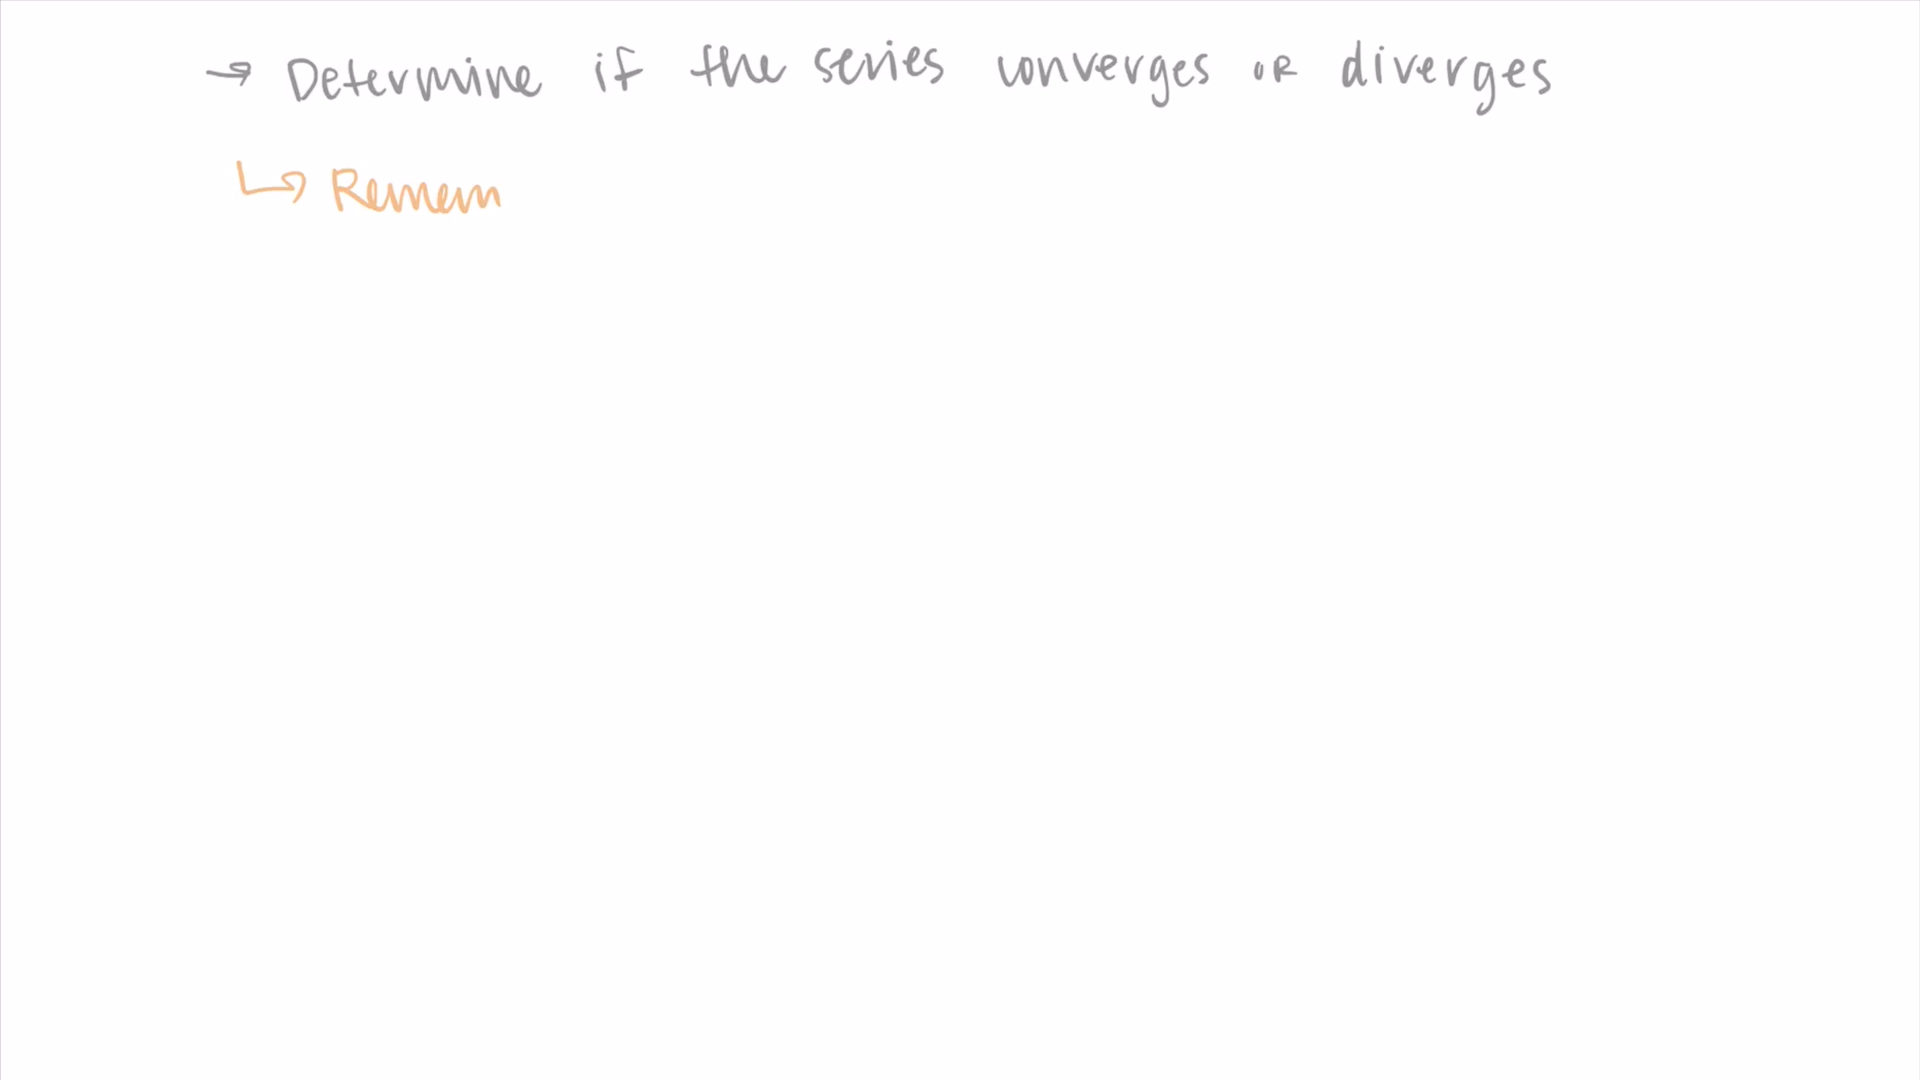 → Determine if the series converges OR diverges
↳ Remem